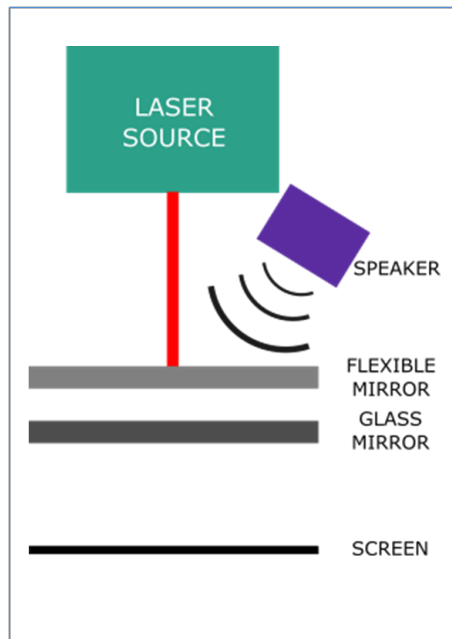 LASER
SOURCE
SPEAKER
FLEXIBLE
MIRROR
GLASS
MIRROR
SCREEN